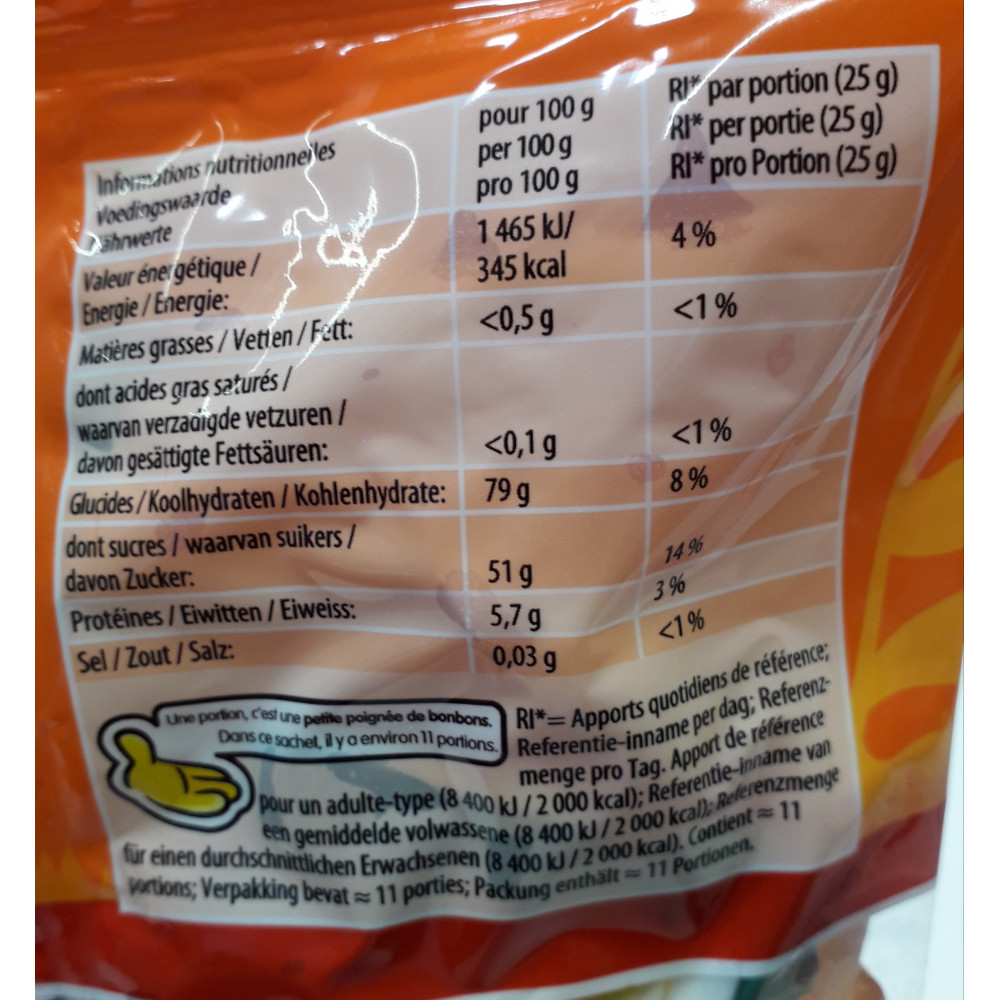 Informations nutritionnelles
Voedingswaarde
Nährwerte
pour 100 g
per 100 g
pro 100 g
RI* par portion (25 g)
RI* per portie (25 g)
RI* pro Portion (25 g)
Valeur énergétique /
Energie / Energie:
1 465 kJ/
345 kcal
4 %
Matières grasses / Vetten / Fett:
<0,5 g
<1 %
dont acides gras saturés /
waarvan verzadigde vetzuren /
davon gesättigte Fettsäuren:
<0,1 g
<1 %
Glucides / Koolhydraten / Kohlenhydrate:
79 g
8 %
dont sucres / waarvan suikers /
davon Zucker:
51 g
14 %
Protéines / Eiwitten / Eiweiss:
5,7 g
3 %
Sel / Zout / Salz:
0,03 g
<1 %
Une portion, c'est une petite poignée de bonbons.
Dans ce sachet, il y a environ 11 portions.
RI*= Apports quotidiens de référence;
Referentie-inname per dag; Referenz-
menge pro Tag. Apport de référence
pour un adulte-type (8 400 kJ / 2 000 kcal); Referentie-inname van
een gemiddelde volwassene (8 400 kJ / 2 000 kcal); Referenzmenge
für einen durchschnittlichen Erwachsenen (8 400 kJ / 2 000 kcal). Contient ≈ 11
portions; Verpakking bevat ≈ 11 porties; Packung enthält ≈ 11 Portionen.